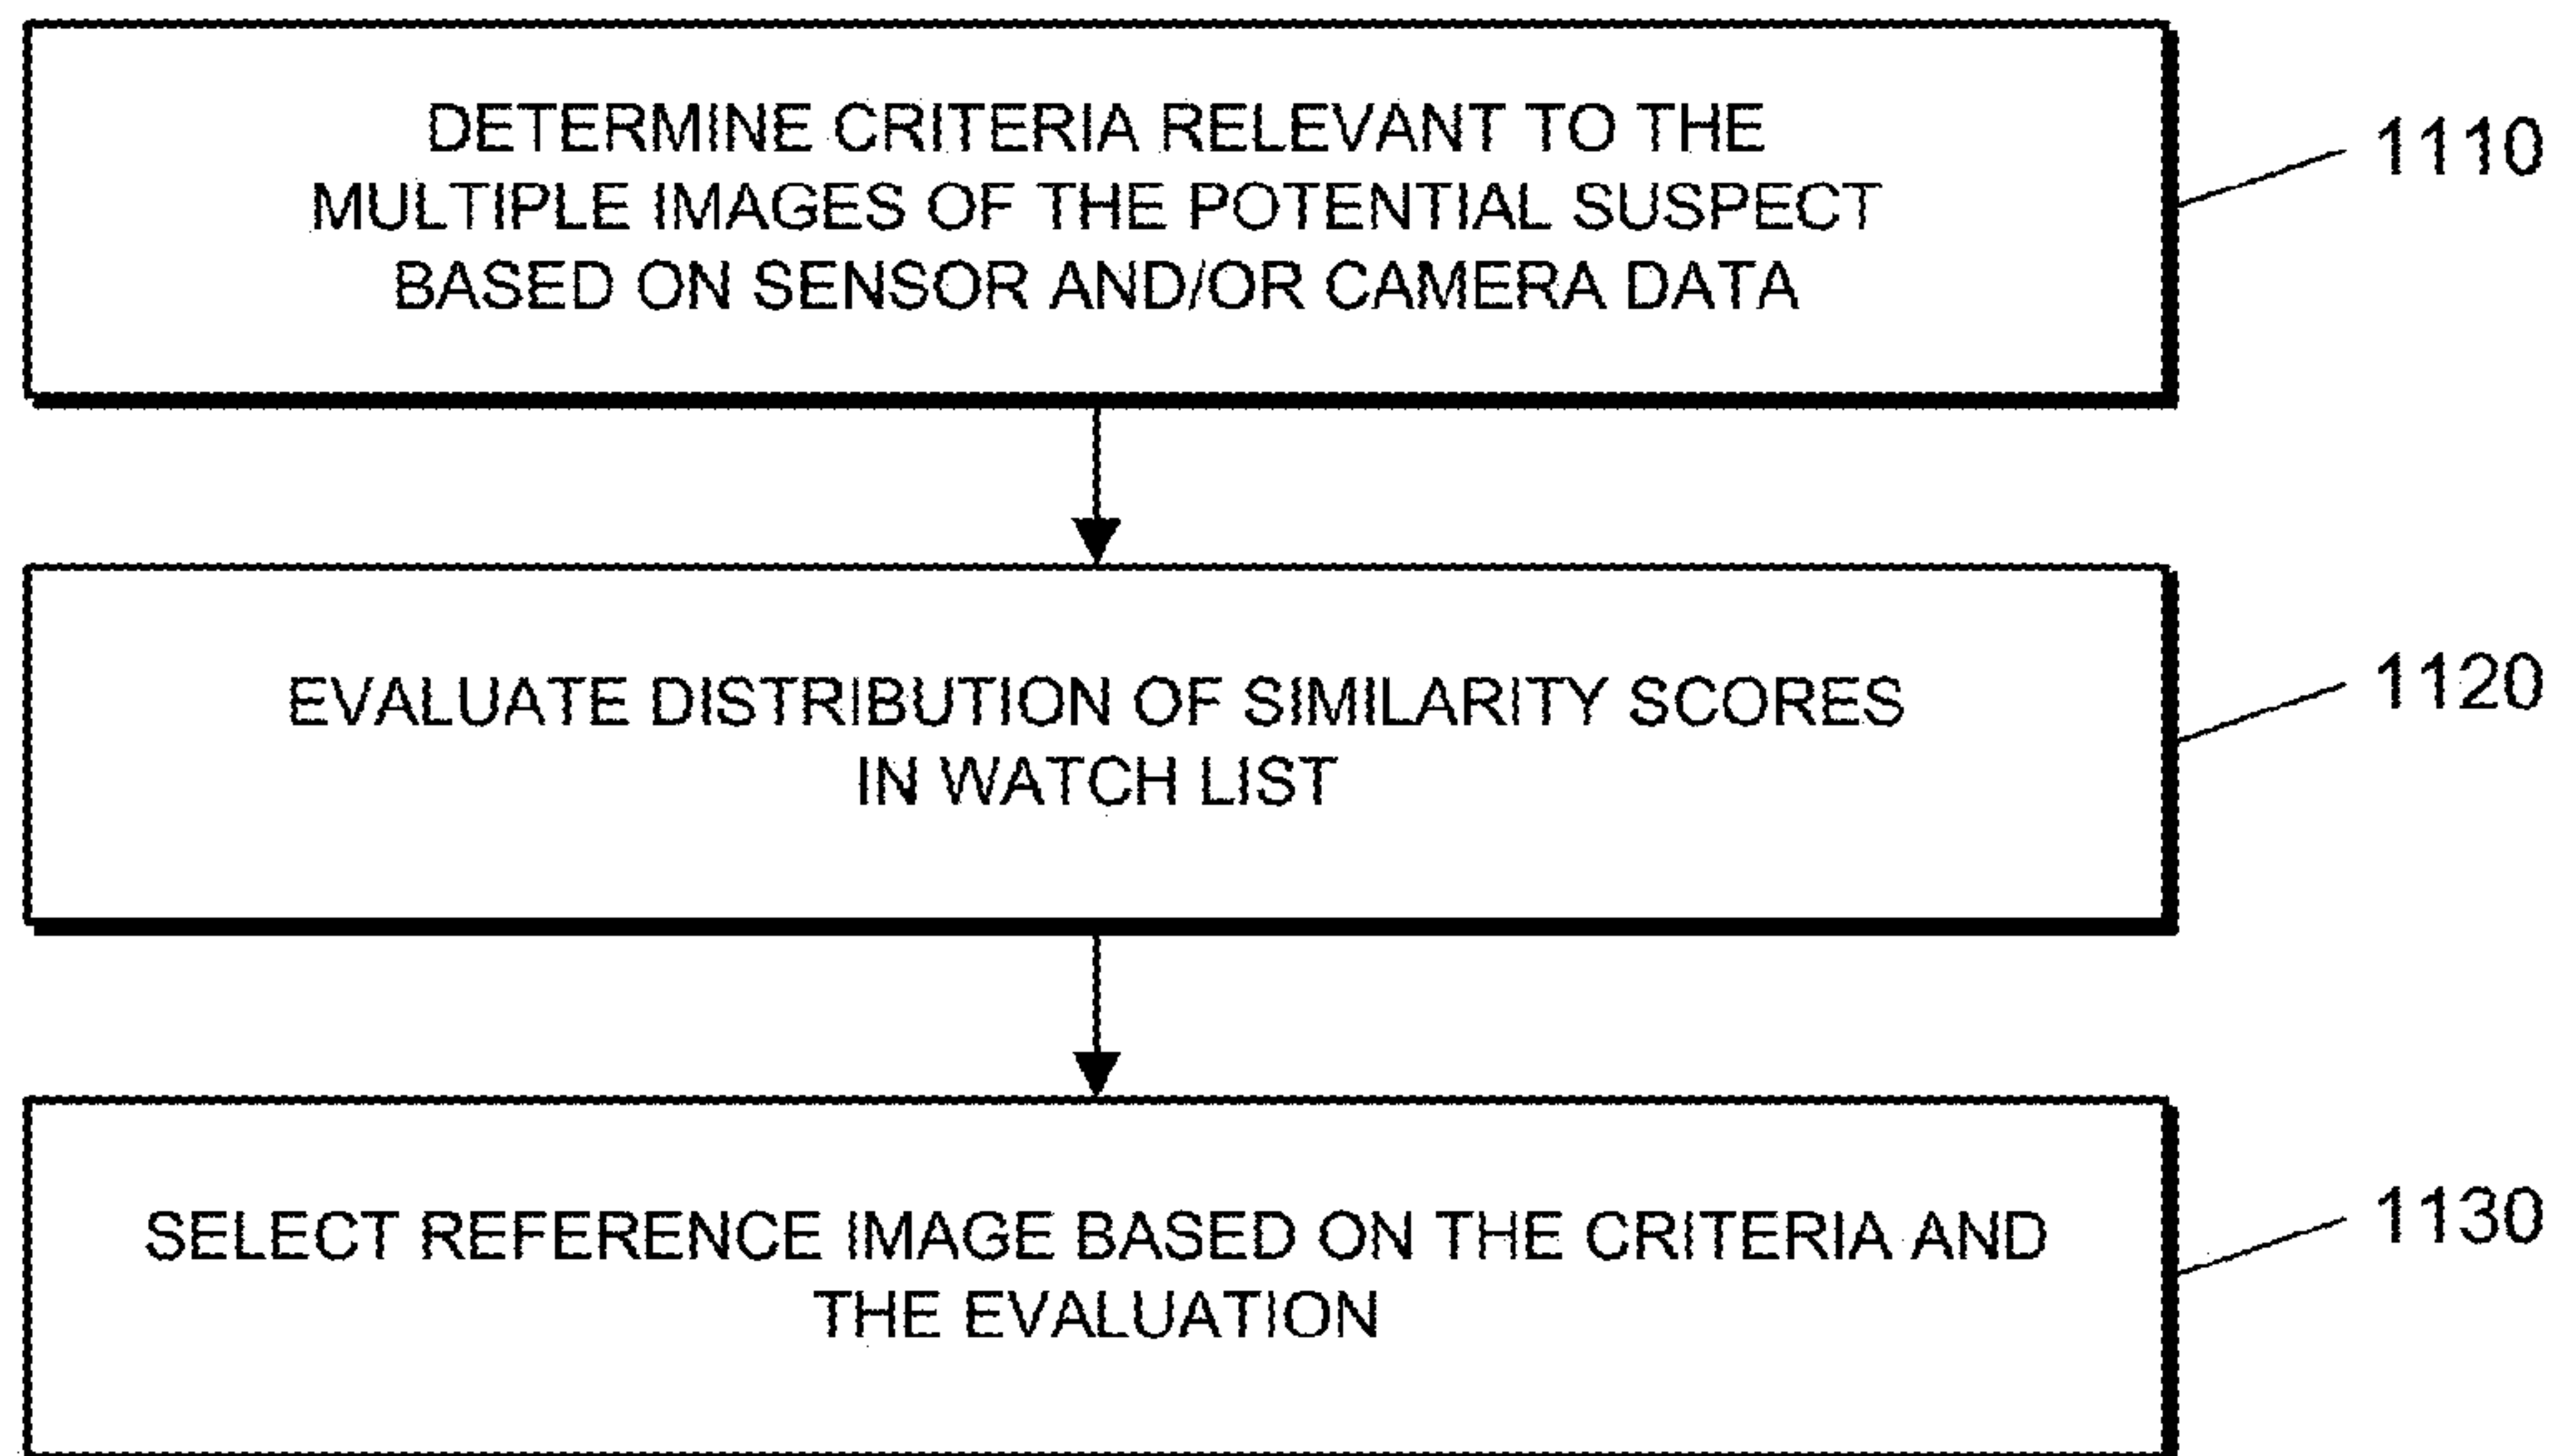 DETERMINE CRITERIA RELEVANT TO THE
MULTIPLE IMAGES OF THE POTENTIAL SUSPECT
BASED ON SENSOR AND/OR CAMERA DATA
1110
EVALUATE DISTRIBUTION OF SIMILARITY SCORES
IN WATCH LIST
1120
SELECT REFERENCE IMAGE BASED ON THE CRITERIA AND
THE EVALUATION
1130